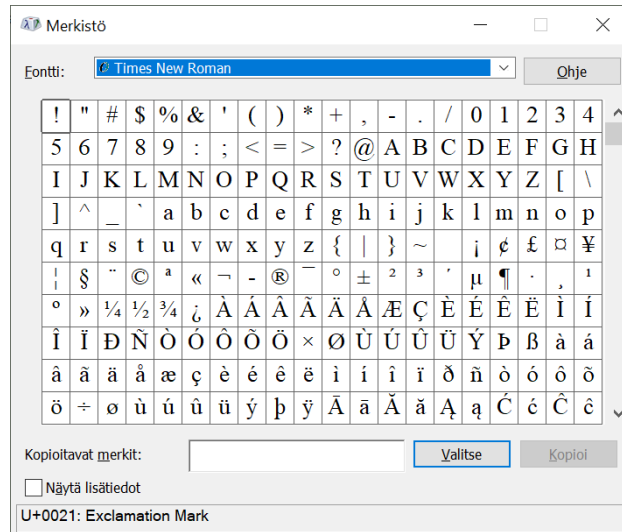 Merkistö
Fontti: Times New Roman Ohje
! " # $ % & ' ( ) * + , - . / 0 1 2 3 4
5 6 7 8 9 : ; < = > ? @ A B C D E F G H
I J K L M N O P Q R S T U V W X Y Z [ \
] ^ _ ` a b c d e f g h i j k l m n o p
q r s t u v w x y z { | } ~   ¡ ¢ £ ¤ ¥
¦ § ¨ © ª « ¬ - ® ¯ ° ± ² ³ ´ µ ¶ · ¸ ¹
º » ¼ ½ ¾ ¿ À Á Â Ã Ä Å Æ Ç È É Ê Ë Ì Í
Î Ï Ð Ñ Ò Ó Ô Õ Ö × Ø Ù Ú Û Ü Ý Þ ß à á
â ã ä å æ ç è é ê ë ì í î ï ð ñ ò ó ô õ
ö ÷ ø ù ú û ü ý þ ÿ Ā ā Ă ă Ą ą Ć ć Ĉ ĉ
Kopioitavat merkit: Valitse Kopioi
Näytä lisätiedot
U+0021: Exclamation Mark